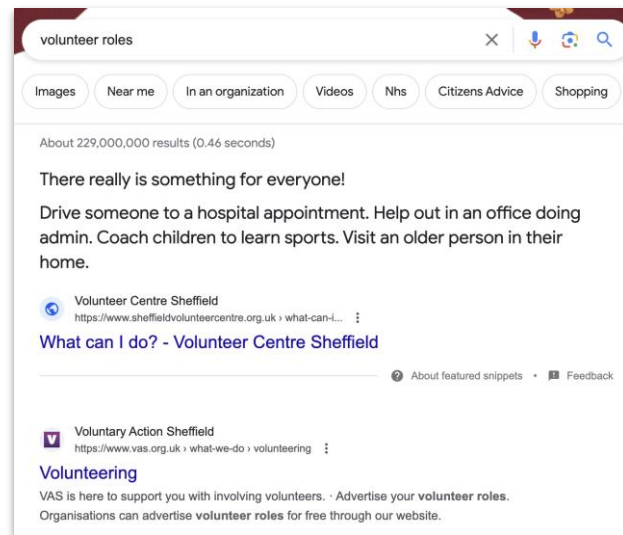 volunteer roles
Images
Near me
In an organization
Videos
Nhs
Citizens Advice
Shopping
About 229,000,000 results (0.46 seconds)
There really is something for everyone!
Drive someone to a hospital appointment. Help out in an office doing
admin. Coach children to learn sports. Visit an older person in their
home.
Volunteer Centre Sheffield
https://www.sheffieldvolunteercentre.org.uk › what-can-i...
What can I do? - Volunteer Centre Sheffield
About featured snippets • Feedback
V
Voluntary Action Sheffield
https://www.vas.org.uk › what-we-do › volunteering
Volunteering
VAS is here to support you with involving volunteers. · Advertise your volunteer roles.
Organisations can advertise volunteer roles for free through our website.